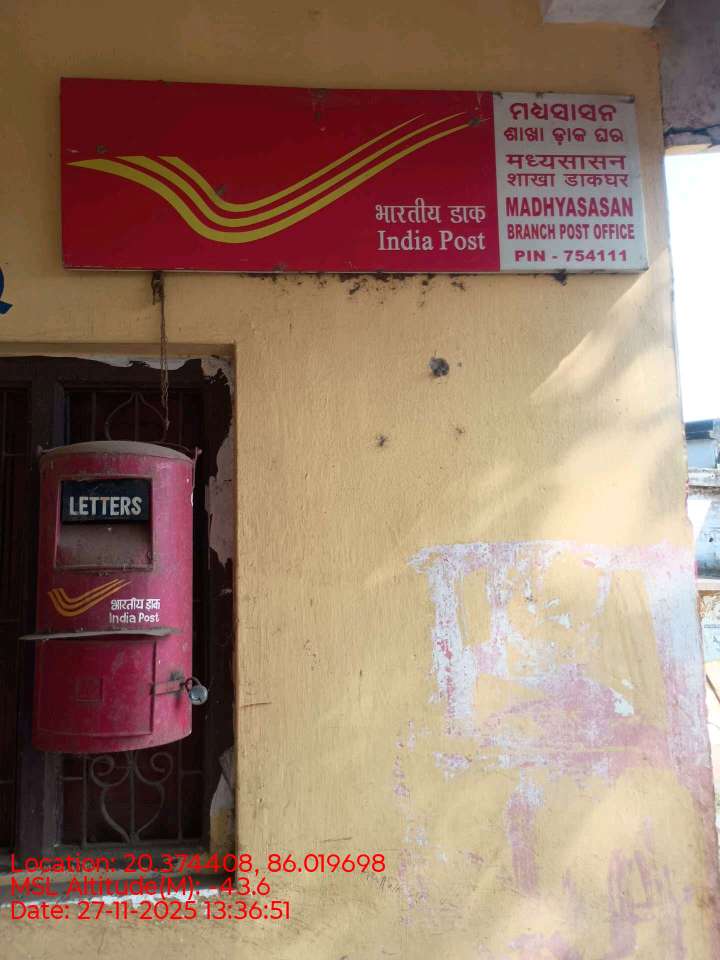 भारतीय डाक
India Post
ମଧ୍ୟସାସନ
ଶାଖା ଡ଼ାକ ଘର
मध्यसासन
शाखा डाकघर
MADHYASASAN
BRANCH POST OFFICE
PIN - 754111
LETTERS
भारतीय डाक
India Post
Location: 20.374408, 86.019698
MSL Altitude(M): -43.6
Date: 27-11-2025 13:36:51